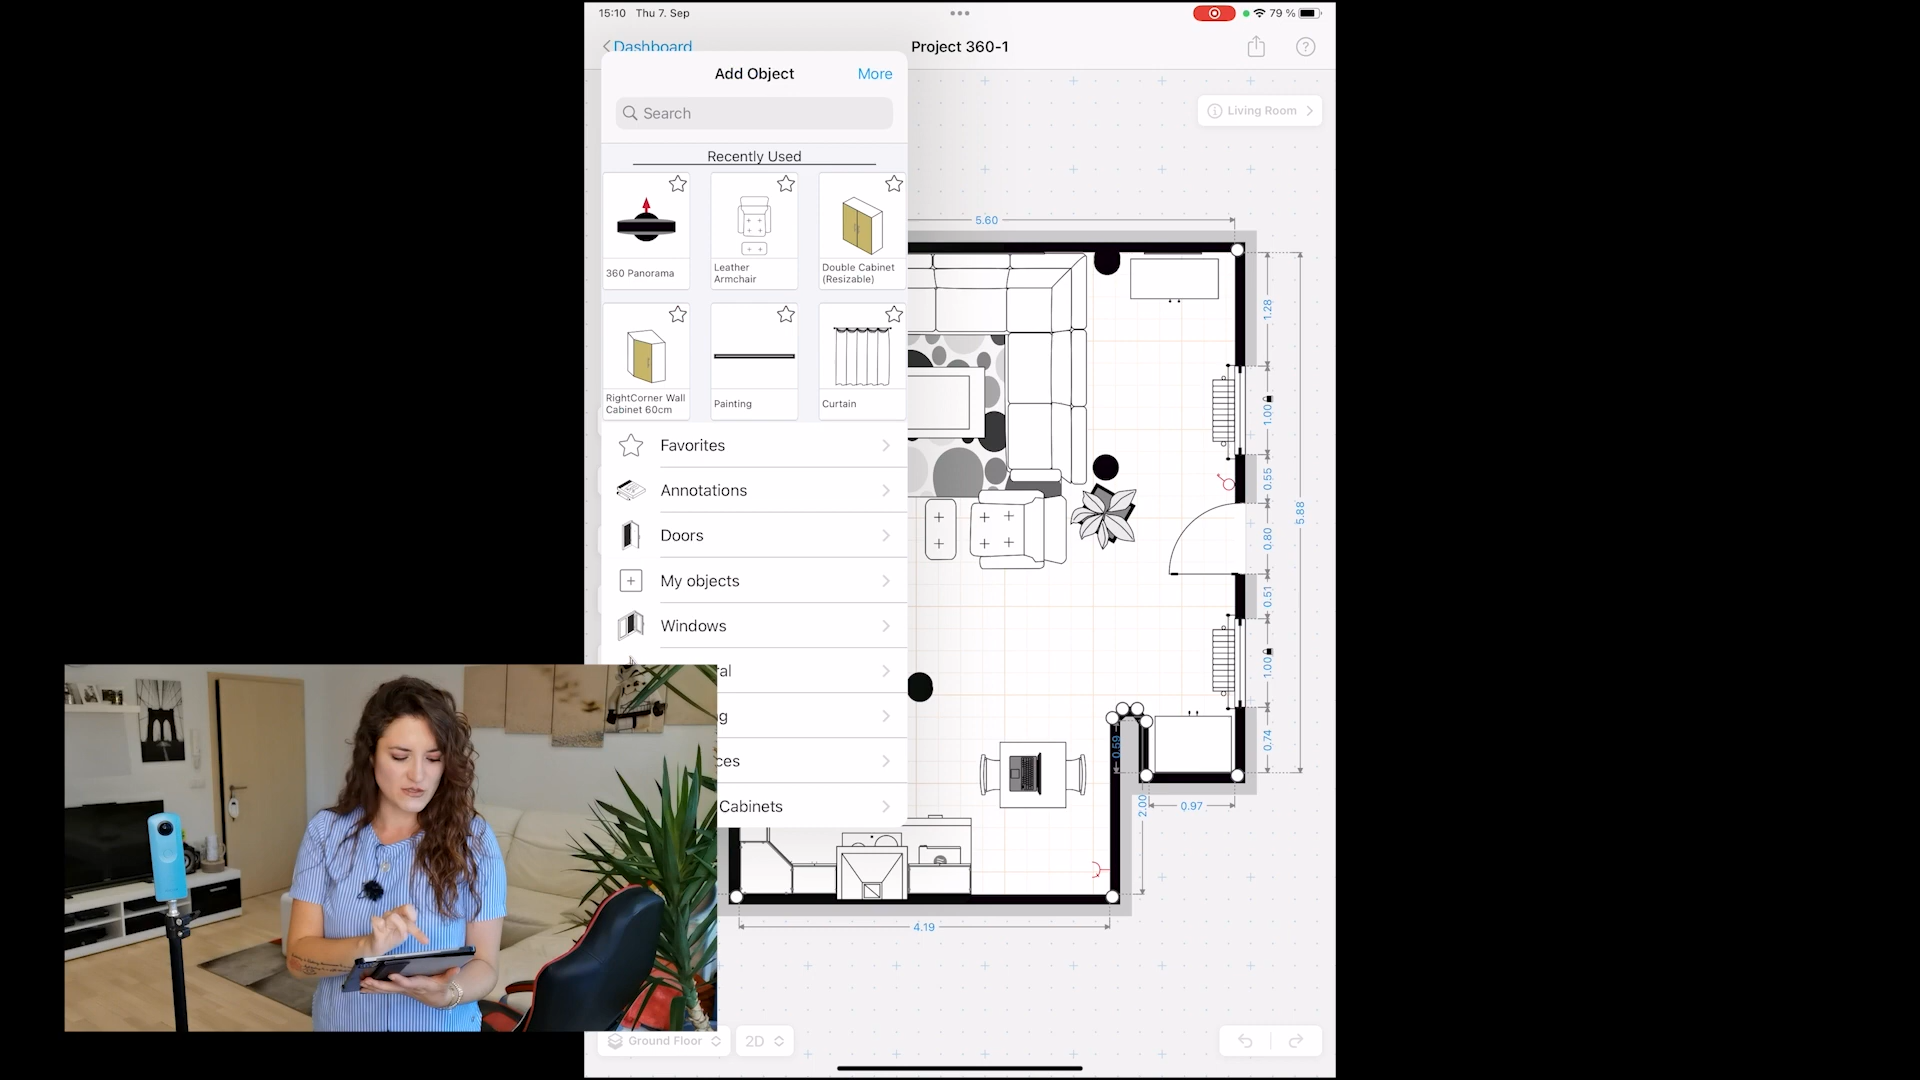 15:10 Thu 7. Sep
79 %
Dashboard
Project 360-1
Add Object
More
Search
Living Room
Recently Used
360 Panorama
Leather
Armchair
Double Cabinet
(Resizable)
RightCorner Wall
Cabinet 60cm
Painting
Curtain
Favorites
Annotations
Doors
My objects
Windows
al
g
ces
Cabinets
5.60
1.28
1.00
0.55
5.88
0.80
0.51
1.00
0.74
0.59
2.00
0.97
4.19
Ground Floor
2D